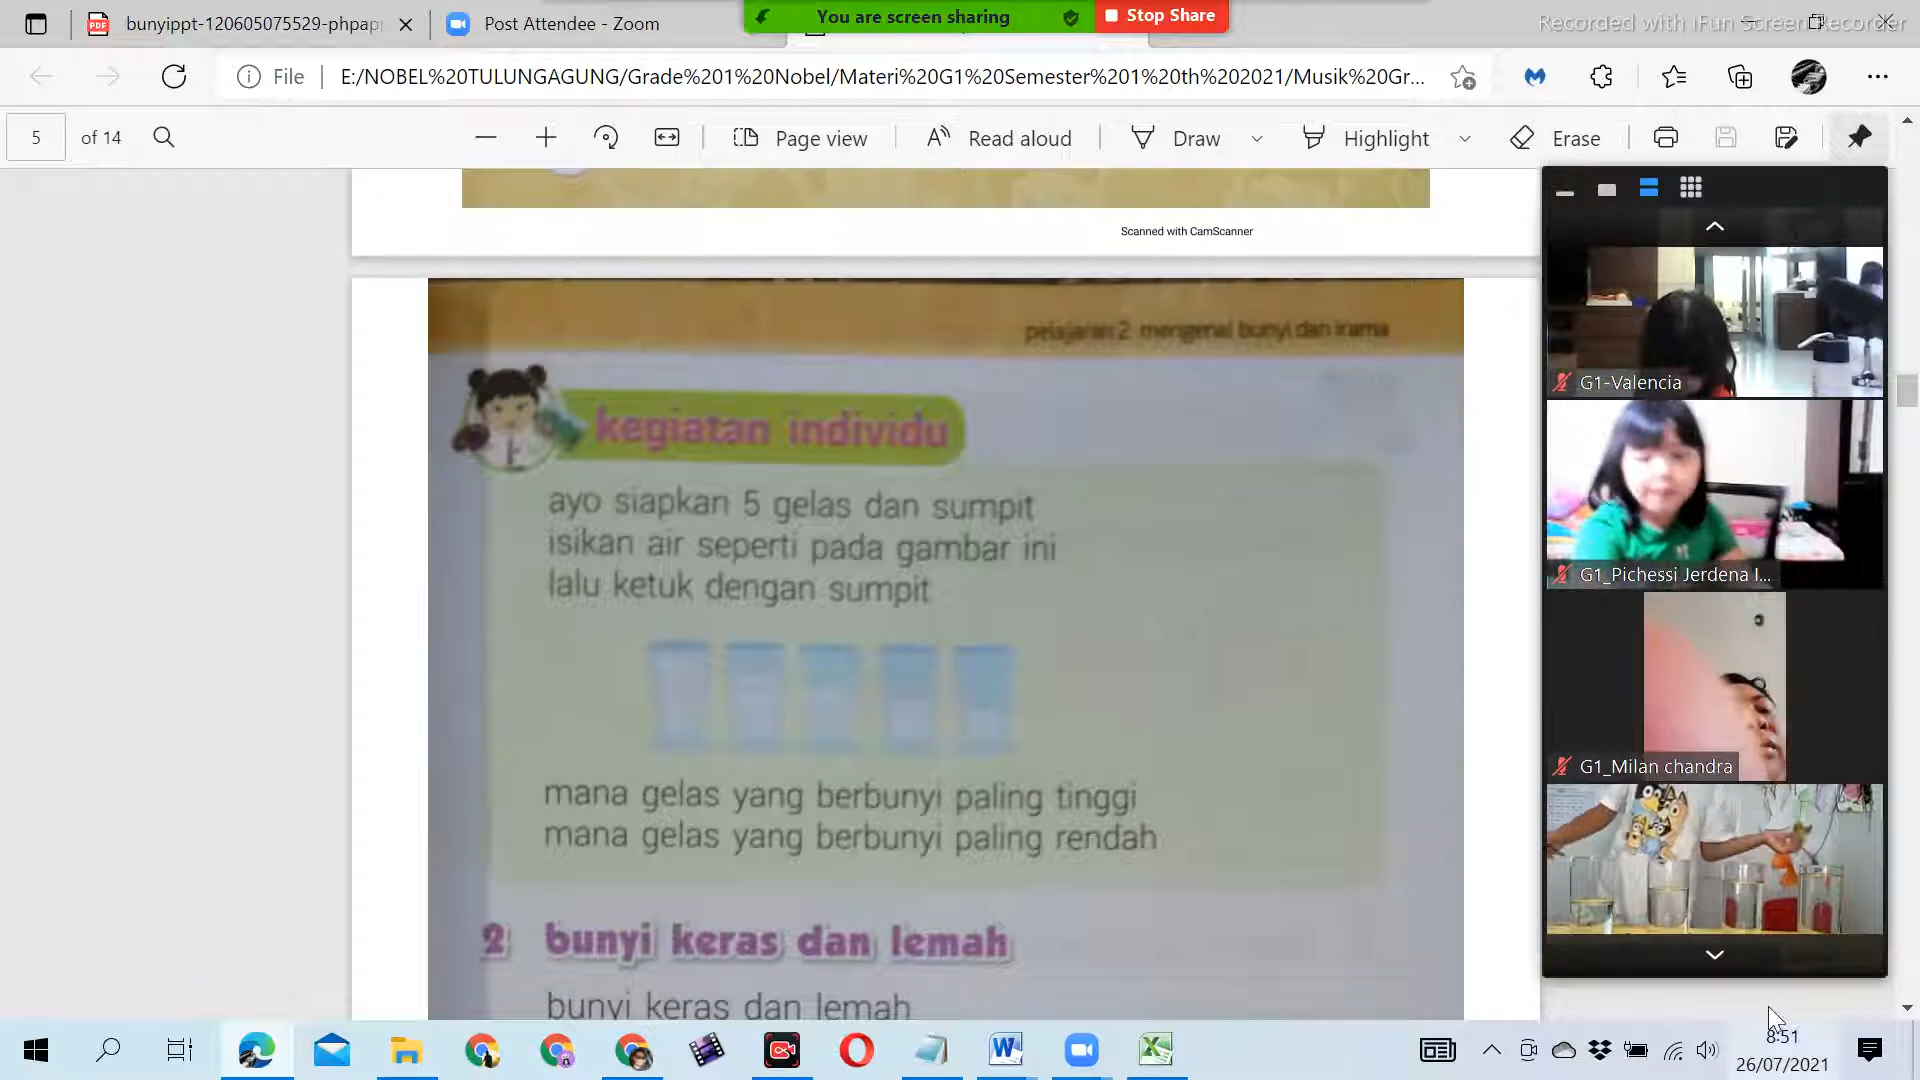 bunyippt-120605075529-phpap
Post Attendee - Zoom
You are screen sharing
Stop Share
Recorded with iFun Screen Recorder
File
E:/NOBEL%20TULUNGAGUNG/Grade%201%20Nobel/Materi%20G1%20Semester%201%20th%202021/Musik%20Gr...
5 of 14
Page view
Read aloud
Draw
Highlight
Erase
Scanned with CamScanner
pelajaran 2 mengenal bunyi dan irama
kegiatan individu
ayo siapkan 5 gelas dan sumpit
isikan air seperti pada gambar ini
lalu ketuk dengan sumpit
mana gelas yang berbunyi paling tinggi
mana gelas yang berbunyi paling rendah
2 bunyi keras dan lemah
bunyi keras dan lemah
G1-Valencia
G1_Pichessi Jerdena I...
G1_Milan chandra
8:51
26/07/2021